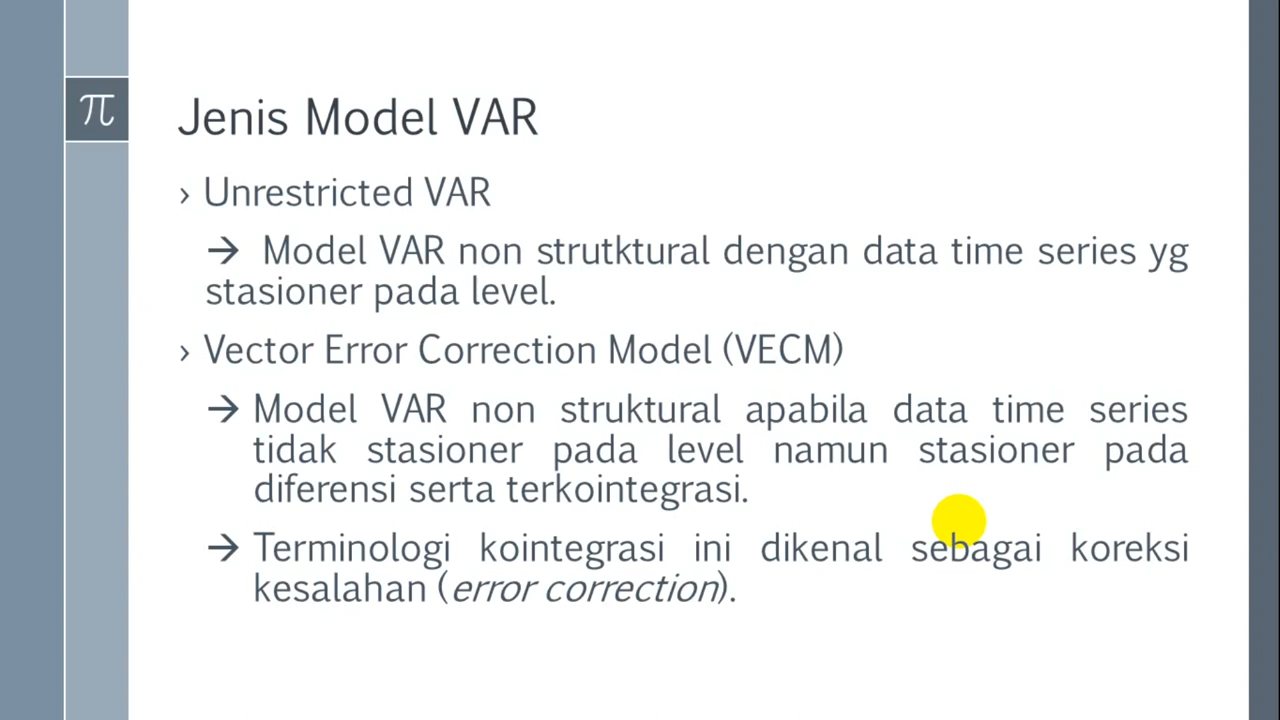 π
Jenis Model VAR
› Unrestricted VAR
→ Model VAR non strutktural dengan data time series yg
stasioner pada level.
› Vector Error Correction Model (VECM)
→ Model VAR non struktural apabila data time series
tidak stasioner pada level namun stasioner pada
diferensi serta terkointegrasi.
→ Terminologi kointegrasi ini dikenal sebagai koreksi
kesalahan (error correction).